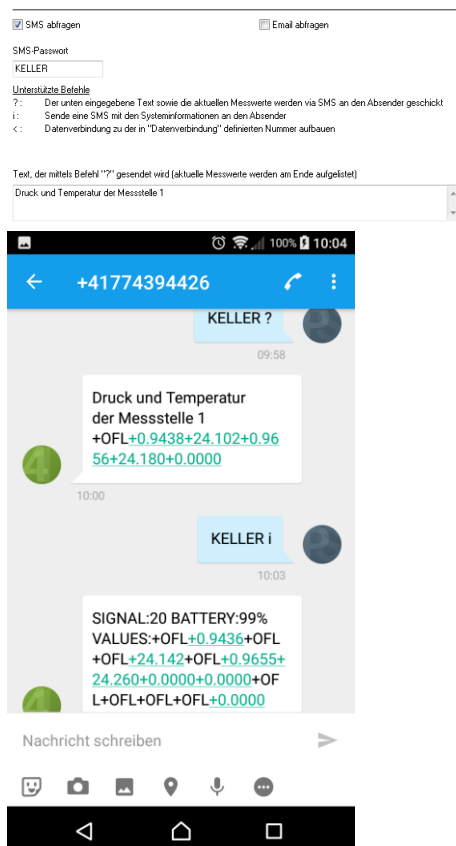 SMS abfragen
Email abfragen
SMS-Passwort
KELLER
Unterstützte Befehle
? : Der unten eingegebene Text sowie die aktuellen Messwerte werden via SMS an den Absender geschickt
i : Sende eine SMS mit den Systeminformationen an den Absender
< : Datenverbindung zu der in "Datenverbindung" definierten Nummer aufbauen
Text, der mittels Befehl "?" gesendet wird (aktuelle Messwerte werden am Ende aufgelistet)
Druck und Temperatur der Messstelle 1
100% 10:04
+41774394426
KELLER ?
09:58
Druck und Temperatur
der Messstelle 1
+OFL+0.9438+24.102+0.96
56+24.180+0.0000
4
10:00
KELLER i
R
10:03
SIGNAL:20 BATTERY:99%
VALUES:+OFL+0.9436+OFL
+OFL+24.142+OFL+0.9655+
24.260+0.0000+0.0000+OF
L+OFL+OFL+OFL+0.0000
4
Nachricht schreiben